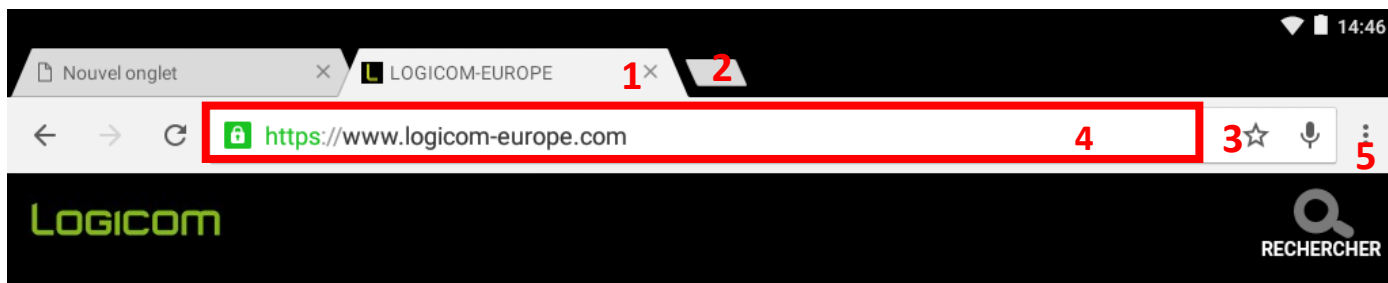 14:46
Nouvel onglet LOGICOM-EUROPE 1 2
https://www.logicom-europe.com 4 3 5
LOGICOM
RECHERCHER